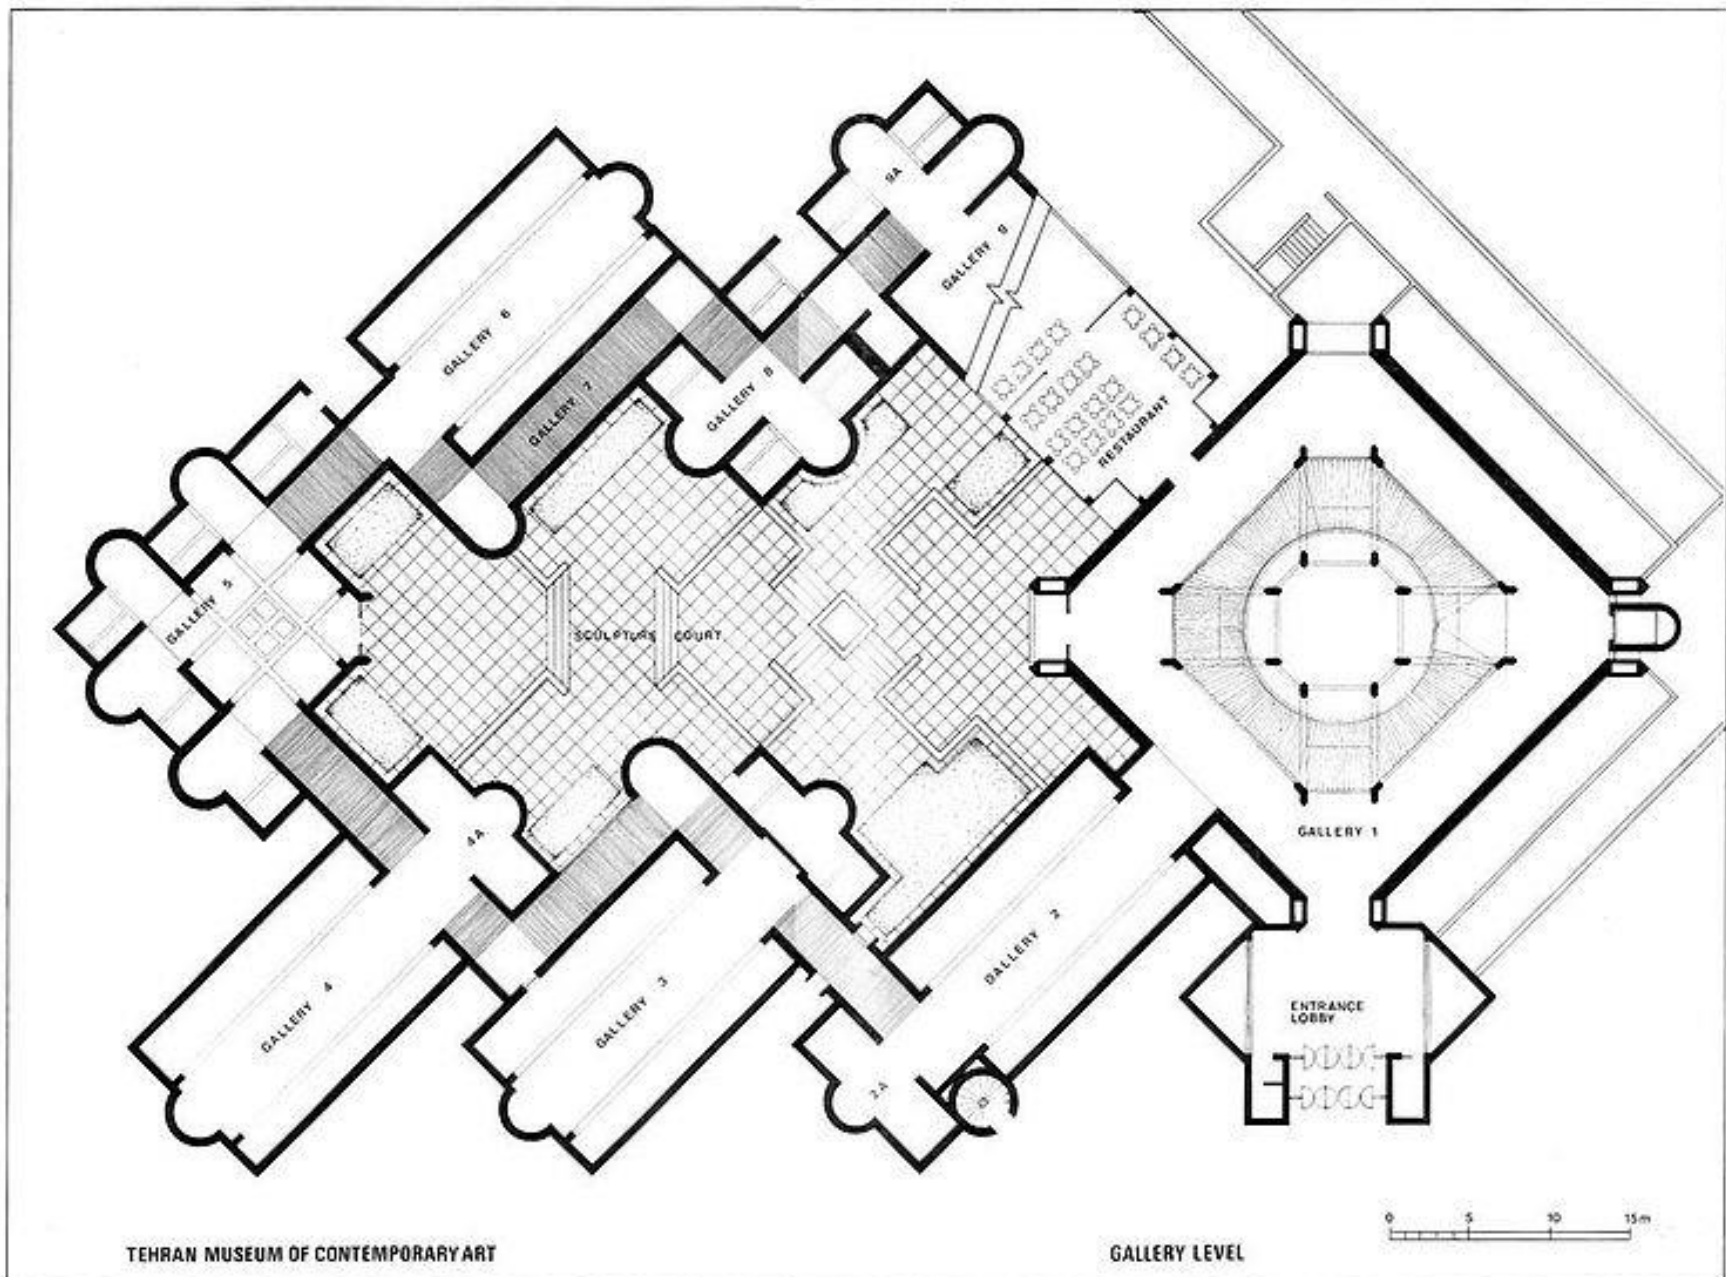 9A
GALLERY 9
GALLERY 6
GALLERY 7
GALLERY 8
RESTAURANT
GALLERY 5
SCULPTURE COURT
4A
GALLERY 1
GALLERY 2
GALLERY 4
GALLERY 3
ENTRANCE
LOBBY
2A
0 5 10 15m
TEHRAN MUSEUM OF CONTEMPORARY ART
GALLERY LEVEL